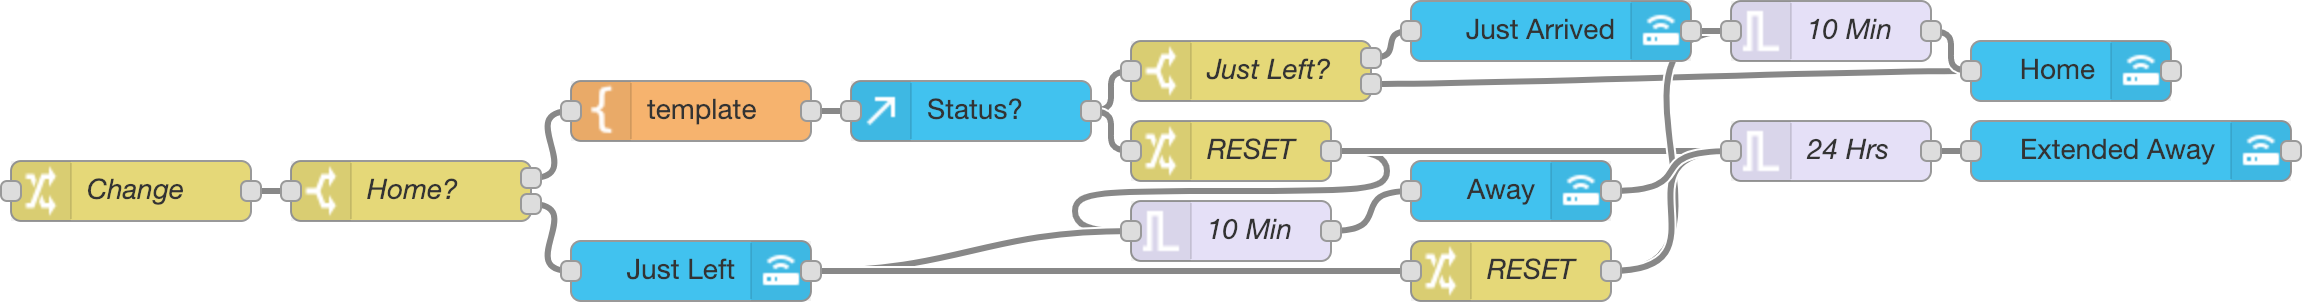 Just Arrived
10 Min
Just Left?
Home
template
Status?
RESET
24 Hrs
Extended Away
Change
Home?
Away
10 Min
Just Left
RESET